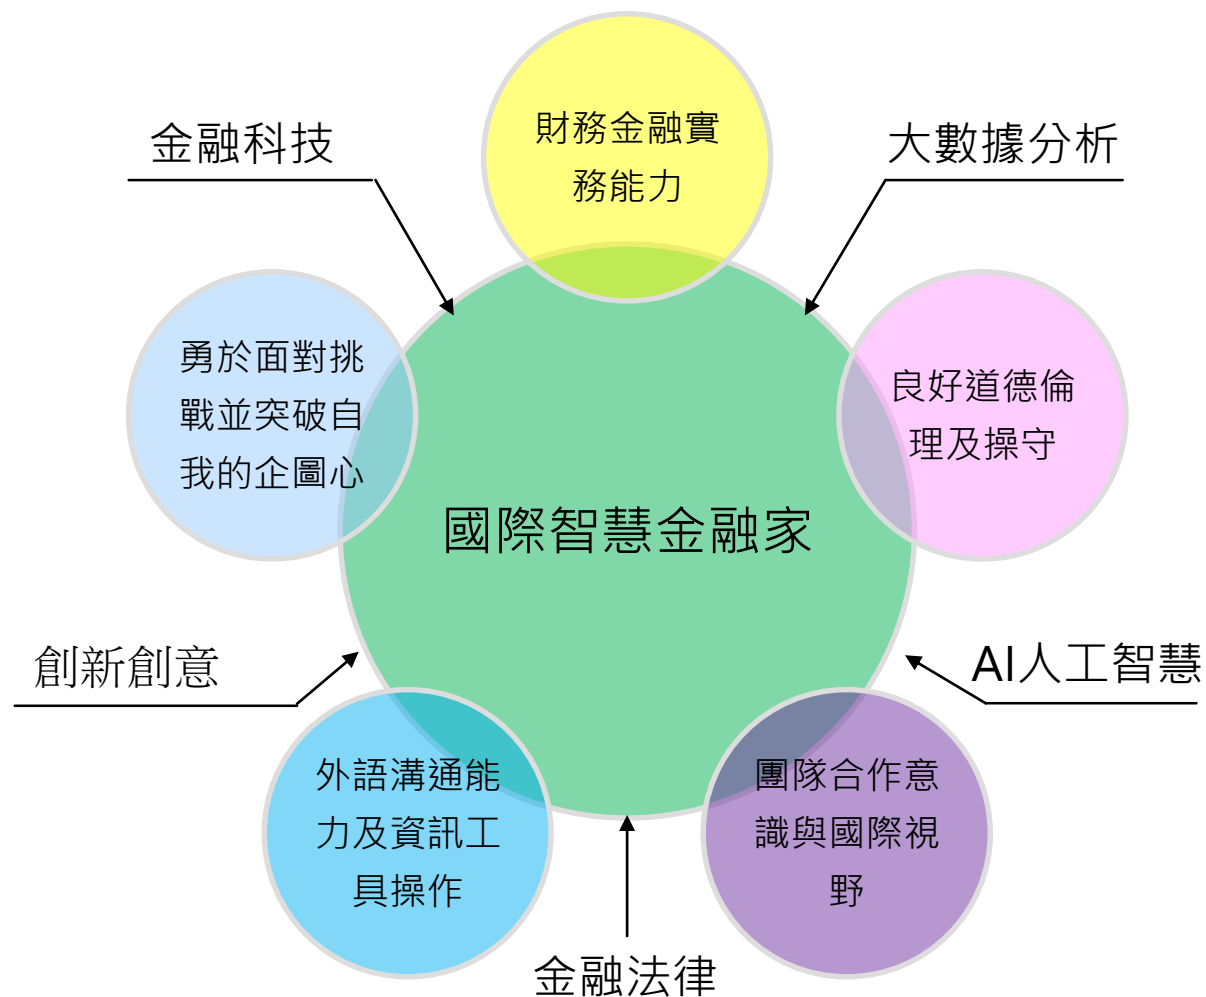 財務金融實
務能力
金融科技
大數據分析
勇於面對挑
戰並突破自
我的企圖心
良好道德倫
理及操守
國際智慧金融家
創新創意
AI人工智慧
外語溝通能
力及資訊工
具操作
團隊合作意
識與國際視
野
金融法律